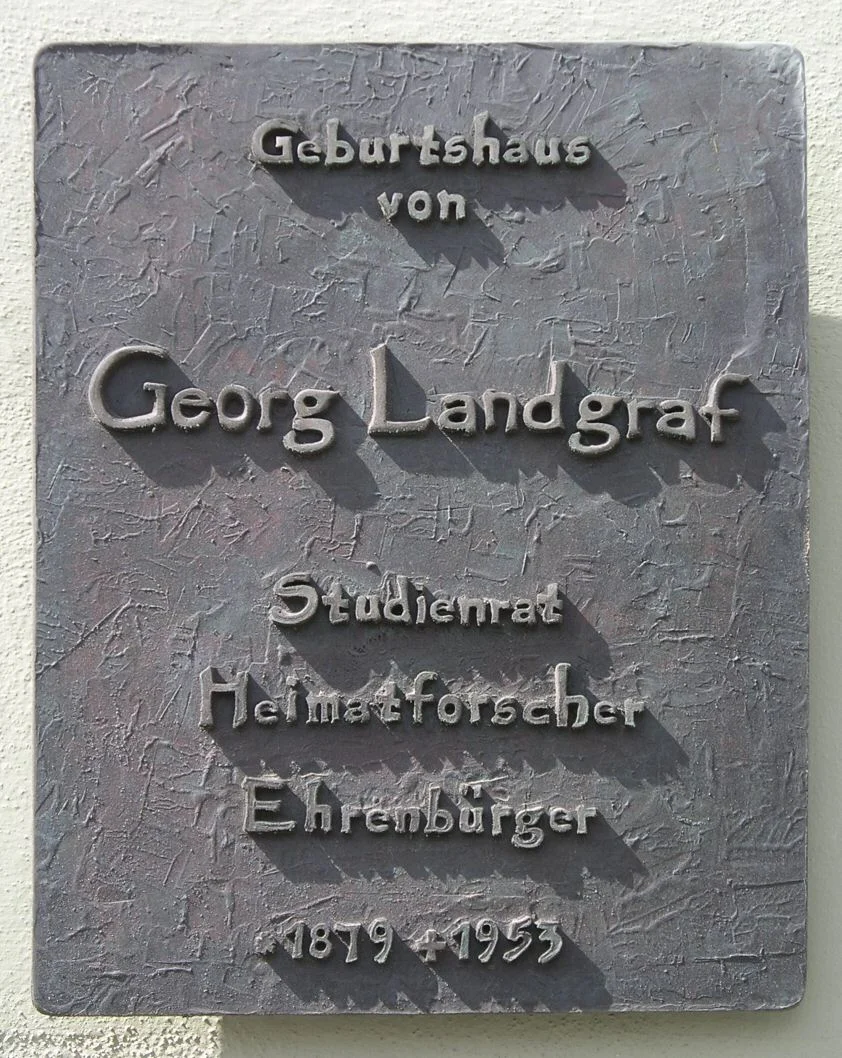 Geburtshaus
von
Georg Landgraf
Studienrat
Heimatforscher
Ehrenbürger
*1879 +1953